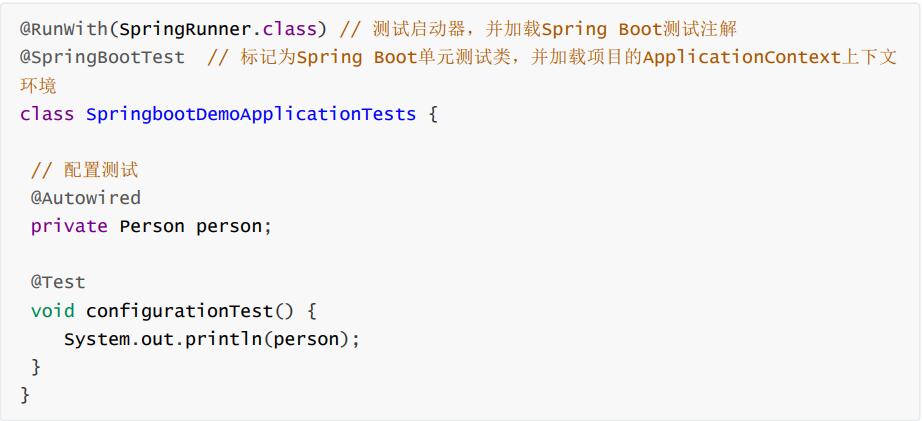 @RunWith(SpringRunner.class) // 测试启动器，并加载Spring Boot测试注解
@SpringBootTest  // 标记为Spring Boot单元测试类，并加载项目的ApplicationContext上下文
环境
class SpringbootDemoApplicationTests {
// 配置测试
@Autowired
private Person person;
@Test
void configurationTest() {
System.out.println(person);
}
}